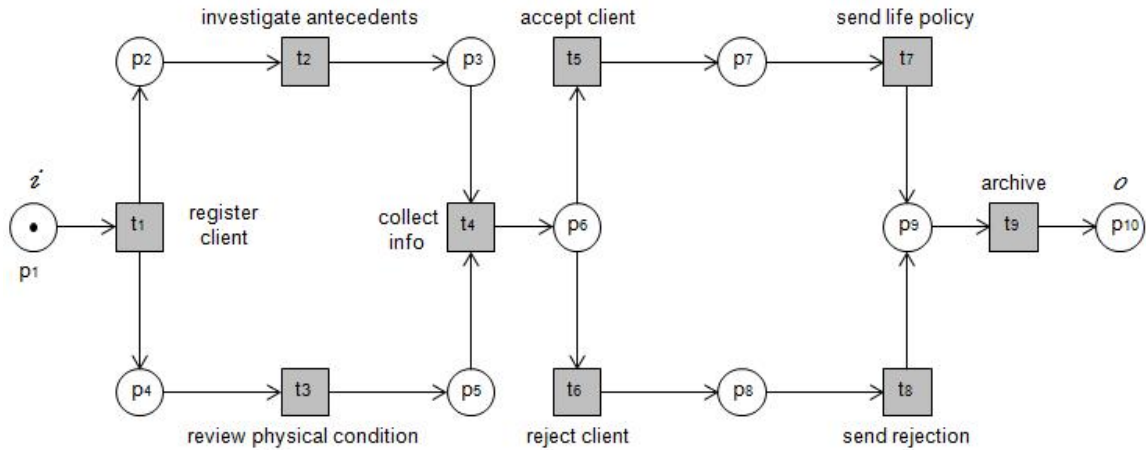 investigate antecedents
accept client
send life policy
p2
t2
p3
t5
p7
t7
i
archive
o
t1
register
client
collect
info
t4
p6
p9
t9
p10
p1
p4
t3
p5
t6
p8
t8
review physical condition
reject client
send rejection